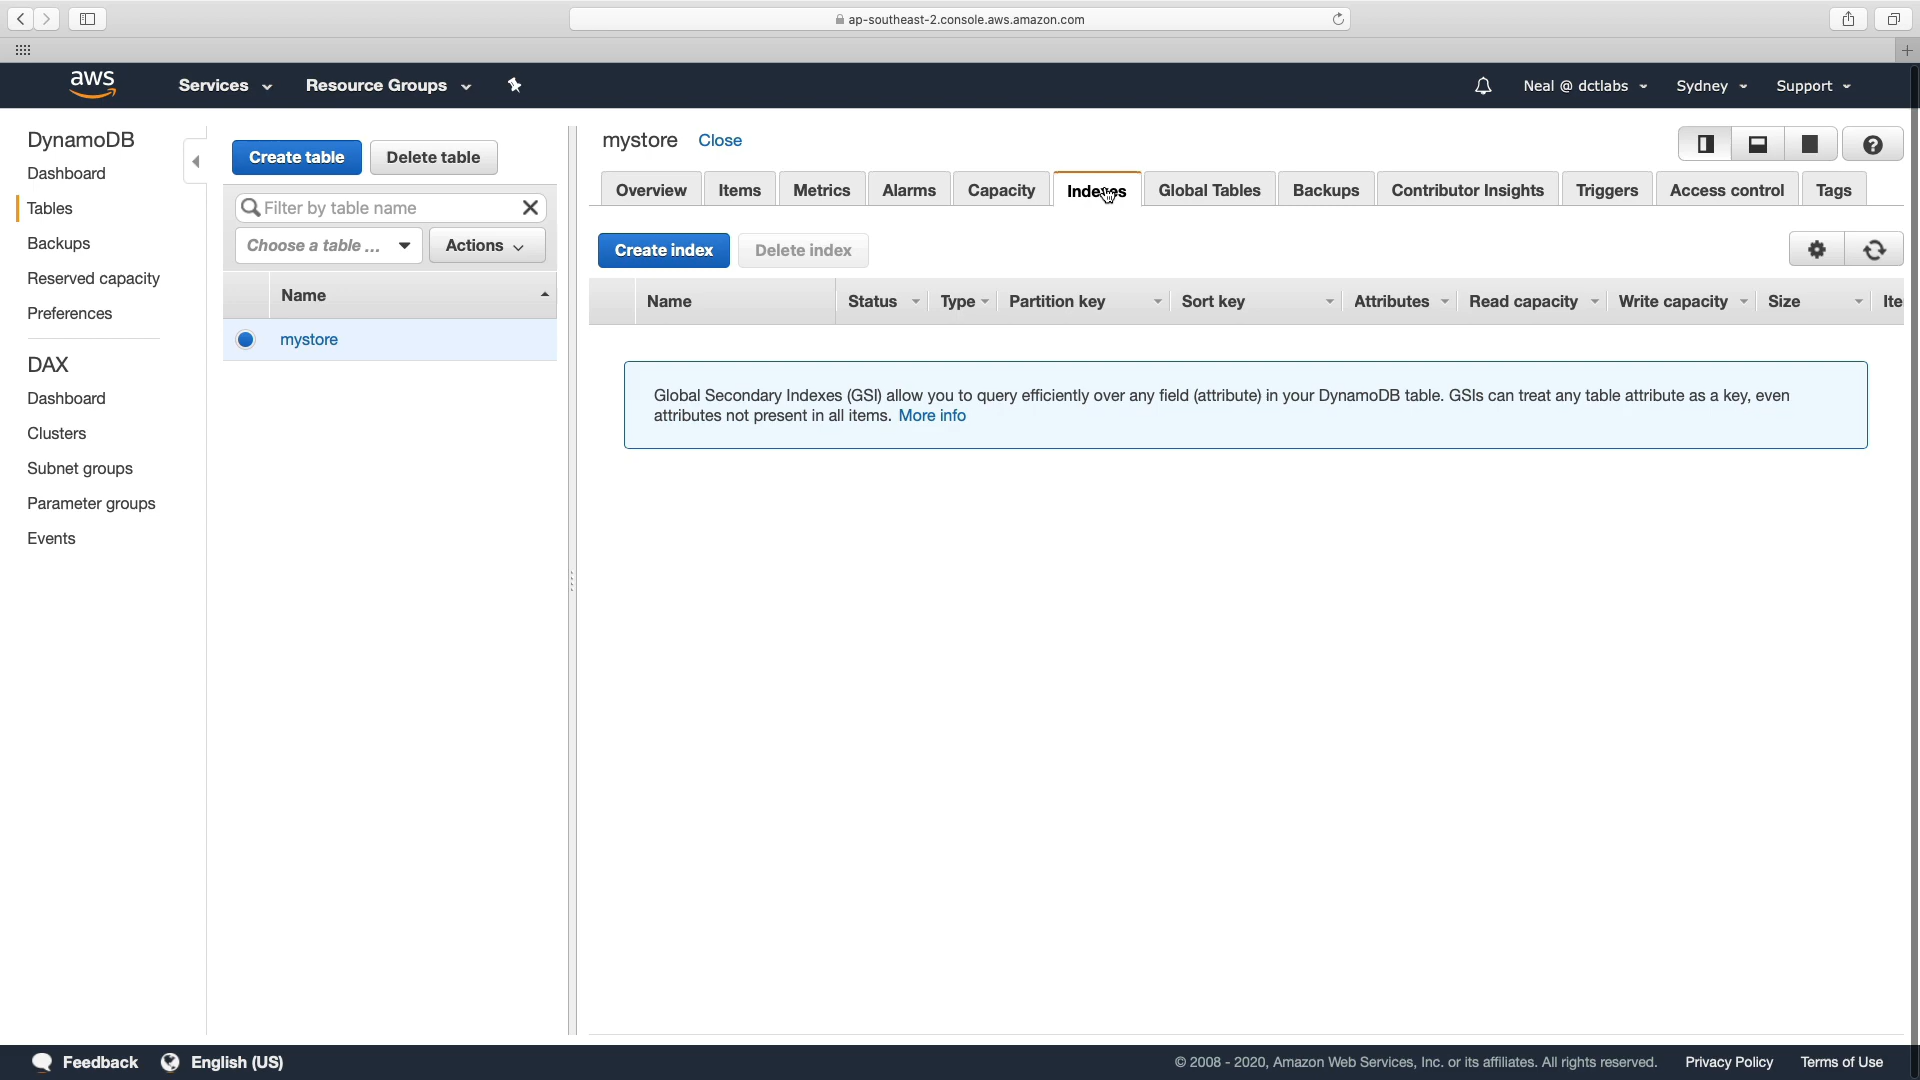 ap-southeast-2.console.aws.amazon.com
aws
Services
Resource Groups
Neal @ dctlabs
Sydney
Support
DynamoDB
Dashboard
Tables
Backups
Reserved capacity
Preferences
DAX
Dashboard
Clusters
Subnet groups
Parameter groups
Events
Create table
Delete table
Filter by table name
Choose a table ...
Actions
Name
mystore
mystore Close
Overview Items Metrics Alarms Capacity Indexes Global Tables Backups Contributor Insights Triggers Access control Tags
Create index Delete index
Name Status Type Partition key Sort key Attributes Read capacity Write capacity Size Ite
Global Secondary Indexes (GSI) allow you to query efficiently over any field (attribute) in your DynamoDB table. GSIs can treat any table attribute as a key, even
attributes not present in all items. More info
Feedback English (US)
© 2008 - 2020, Amazon Web Services, Inc. or its affiliates. All rights reserved. Privacy Policy Terms of Use